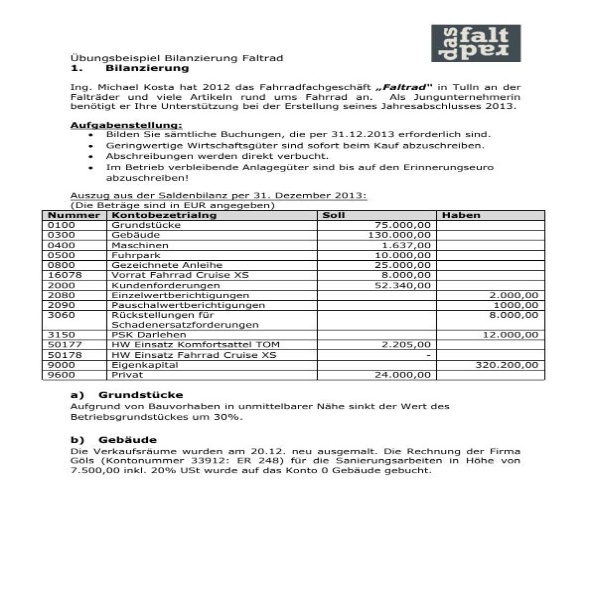 das falt rad
Übungsbeispiel Bilanzierung Faltrad
1. Bilanzierung
Ing. Michael Kosta hat 2012 das Fahrradfachgeschäft „Faltrad" in Tulln an der
Falträder und viele Artikeln rund ums Fahrrad an. Als Jungunternehmerin
benötigt er Ihre Unterstützung bei der Erstellung seines Jahresabschlusses 2013.
Aufgabenstellung:
• Bilden Sie sämtliche Buchungen, die per 31.12.2013 erforderlich sind.
• Geringwertige Wirtschaftsgüter sind sofort beim Kauf abzuschreiben.
• Abschreibungen werden direkt verbucht.
• Im Betrieb verbleibende Anlagegüter sind bis auf den Erinnerungseuro
abzuschreiben!
Auszug aus der Saldenbilanz per 31. Dezember 2013:
(Die Beträge sind in EUR angegeben)
Nummer Kontobezetrialng Soll Haben
0100 Grundstücke 75.000,00
0300 Gebäude 130.000,00
0400 Maschinen 1.637,00
0500 Fuhrpark 10.000,00
0800 Gezeichnete Anleihe 25.000,00
16078 Vorrat Fahrrad Cruise XS 8.000,00
2000 Kundenforderungen 52.340,00
2080 Einzelwertberichtigungen 2.000,00
2090 Pauschalwertberichtigungen 1000,00
3060 Rückstellungen für 8.000,00
Schadenersatzforderungen
3150 PSK Darlehen 12.000,00
50177 HW Einsatz Komfortsattel TOM 2.205,00
50178 HW Einsatz Fahrrad Cruise XS -
9000 Eigenkapital 320.200,00
9600 Privat 24.000,00
a) Grundstücke
Aufgrund von Bauvorhaben in unmittelbarer Nähe sinkt der Wert des
Betriebsgrundstückes um 30%.
b) Gebäude
Die Verkaufsräume wurden am 20.12. neu ausgemalt. Die Rechnung der Firma
Göls (Kontonummer 33912: ER 248) für die Sanierungsarbeiten in Höhe von
7.500,00 inkl. 20% USt wurde auf das Konto 0 Gebäude gebucht.